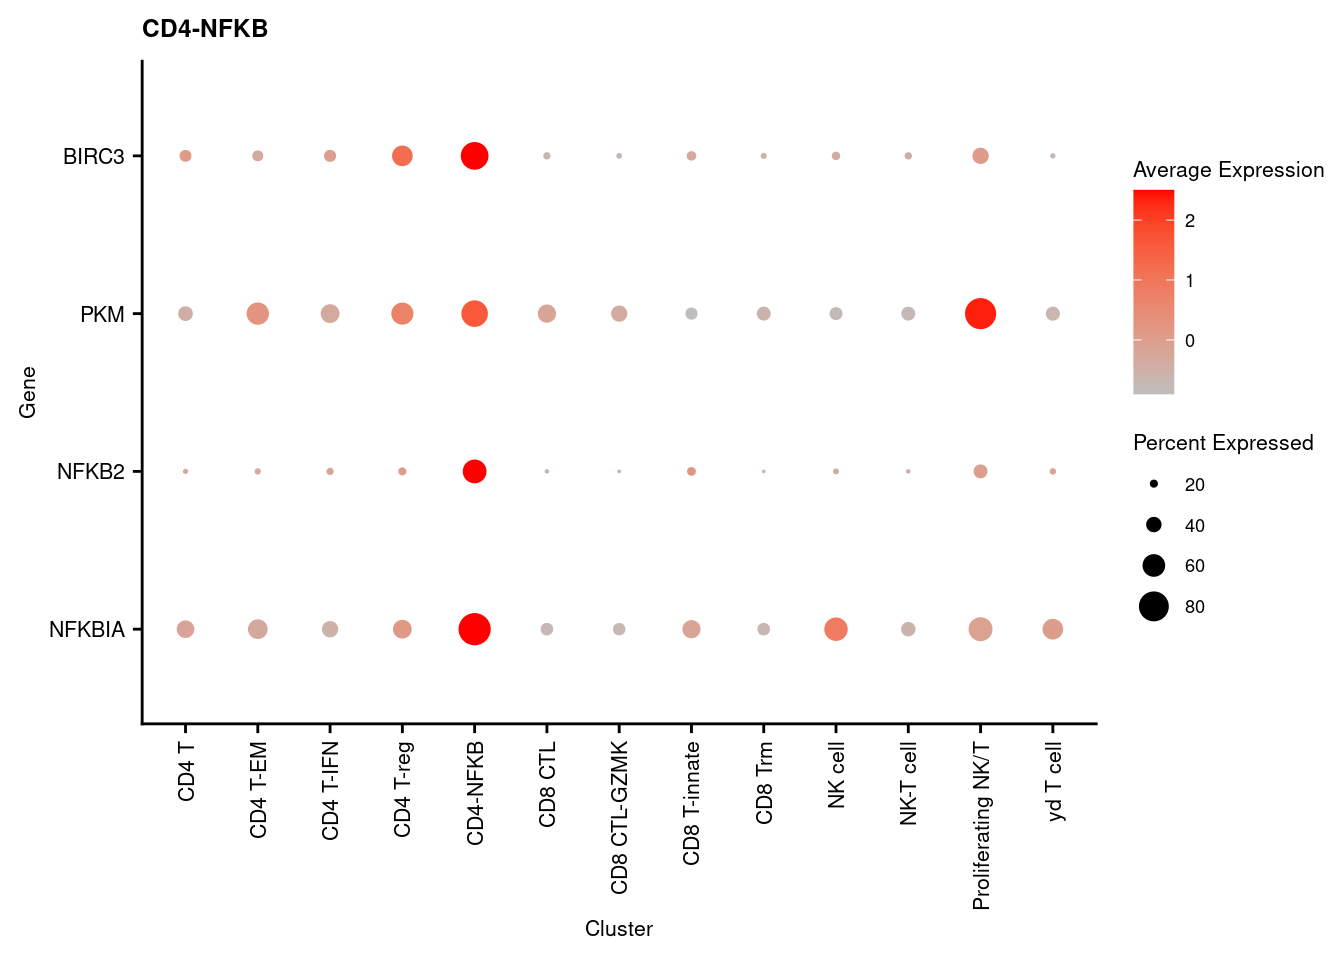 CD4-NFKB
BIRC3
PKM
NFKB2
NFKBIA
Gene
CD4 T
CD4 T-EM
CD4 T-IFN
CD4 T-reg
CD4-NFKB
CD8 CTL
CD8 CTL-GZMK
CD8 T-innate
CD8 Trm
NK cell
NK-T cell
Proliferating NK/T
yd T cell
Cluster
Average Expression
2
1
0
Percent Expressed
20
40
60
80